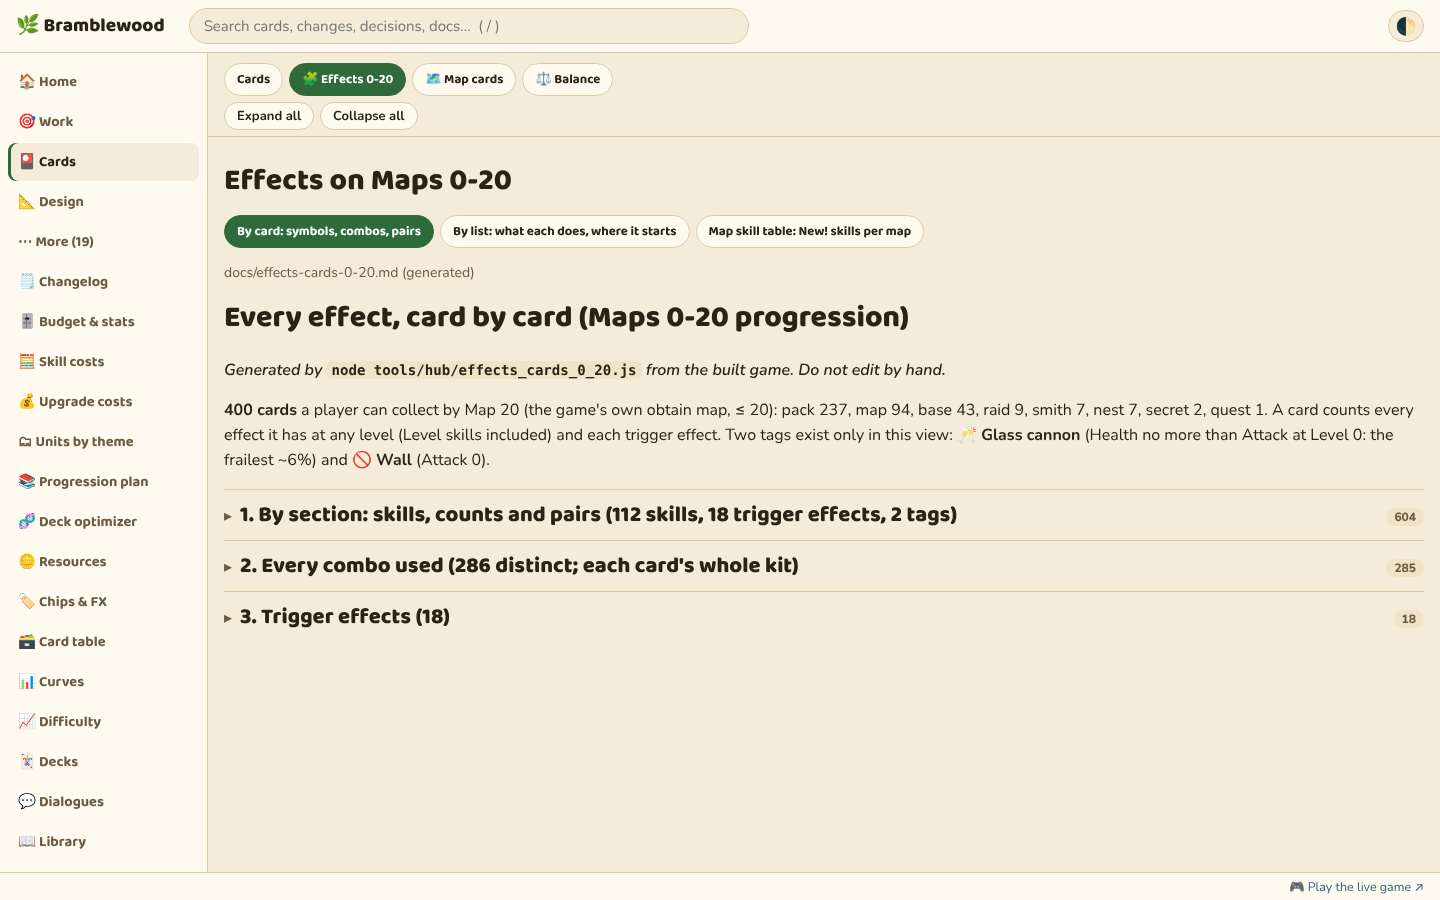 Bramblewood
Search cards, changes, decisions, docs... ( / )
Home
Work
Cards
Design
··· More (19)
Changelog
Budget & stats
Skill costs
Upgrade costs
Units by theme
Progression plan
Deck optimizer
Resources
Chips & FX
Card table
Curves
Difficulty
Decks
Dialogues
Library
Cards
Effects 0-20
Map cards
Balance
Expand all
Collapse all
Effects on Maps 0-20
By card: symbols, combos, pairs
By list: what each does, where it starts
Map skill table: New! skills per map
docs/effects-cards-0-20.md (generated)
Every effect, card by card (Maps 0-20 progression)
Generated by node tools/hub/effects_cards_0_20.js from the built game. Do not edit by hand.
400 cards a player can collect by Map 20 (the game's own obtain map, ≤ 20): pack 237, map 94, base 43, raid 9, smith 7, nest 7, secret 2, quest 1. A card counts every
effect it has at any level (Level skills included) and each trigger effect. Two tags exist only in this view: 🥂 Glass cannon (Health no more than Attack at Level 0: the
frailest ~6%) and 🚫 Wall (Attack 0).
▸ 1. By section: skills, counts and pairs (112 skills, 18 trigger effects, 2 tags)
604
▸ 2. Every combo used (286 distinct; each card's whole kit)
285
▸ 3. Trigger effects (18)
18
Play the live game ↗